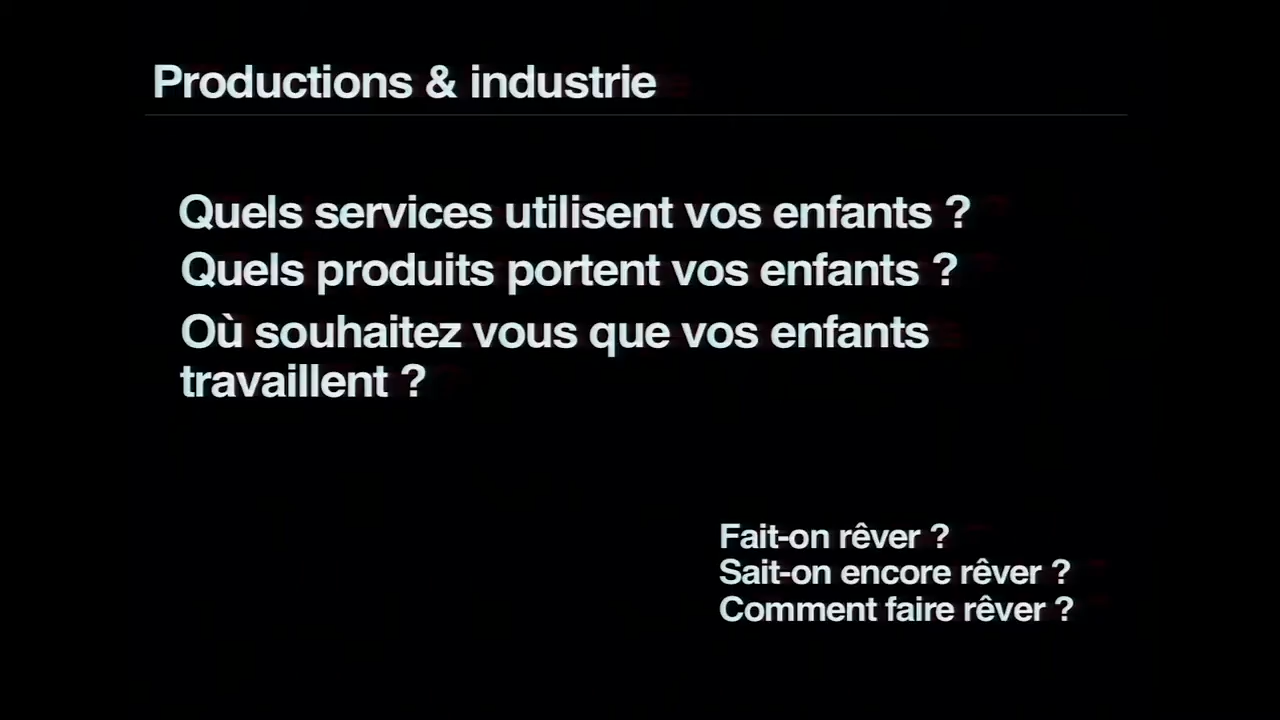 Productions & industrie
Quels services utilisent vos enfants ?
Quels produits portent vos enfants ?
Où souhaitez vous que vos enfants
travaillent ?
Fait-on rêver ?
Sait-on encore rêver ?
Comment faire rêver ?